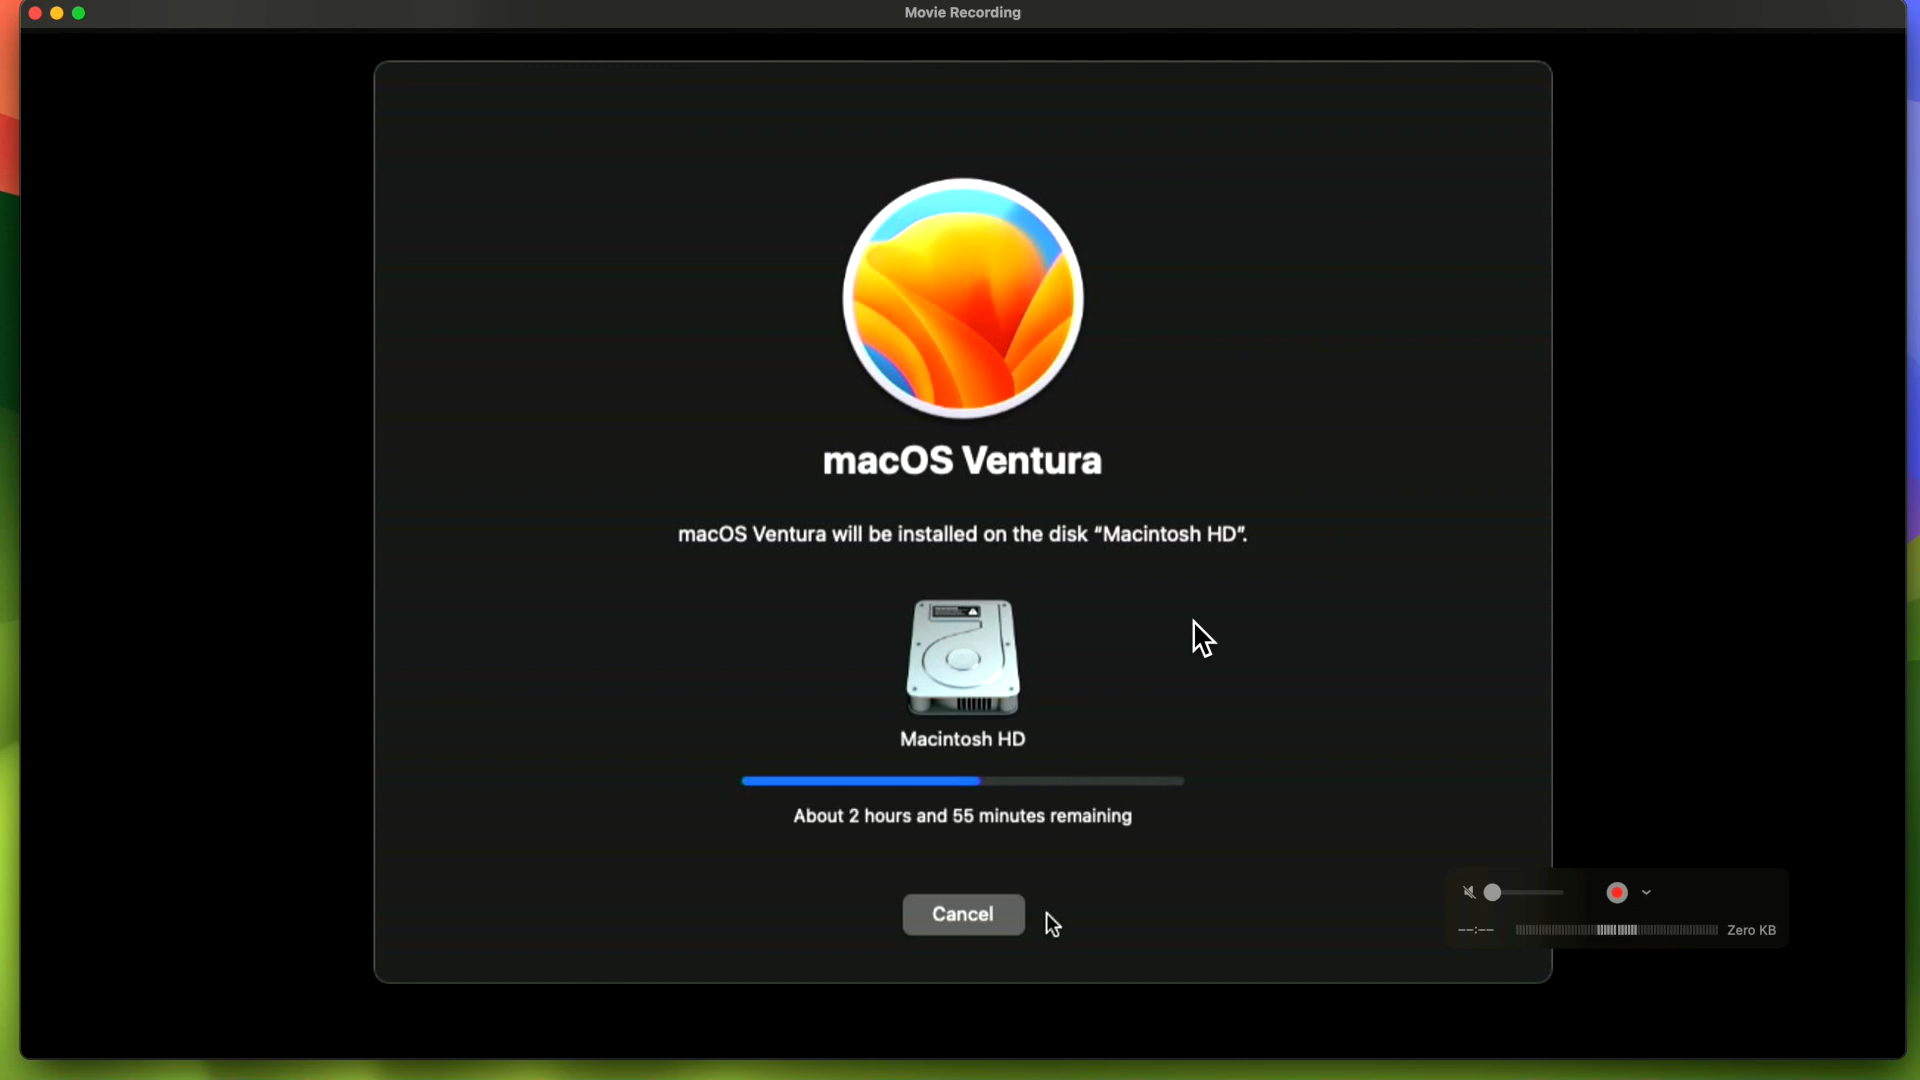 Movie Recording
macOS Ventura
macOS Ventura will be installed on the disk “Macintosh HD”.
Macintosh HD
About 2 hours and 55 minutes remaining
Cancel
--:--
Zero KB